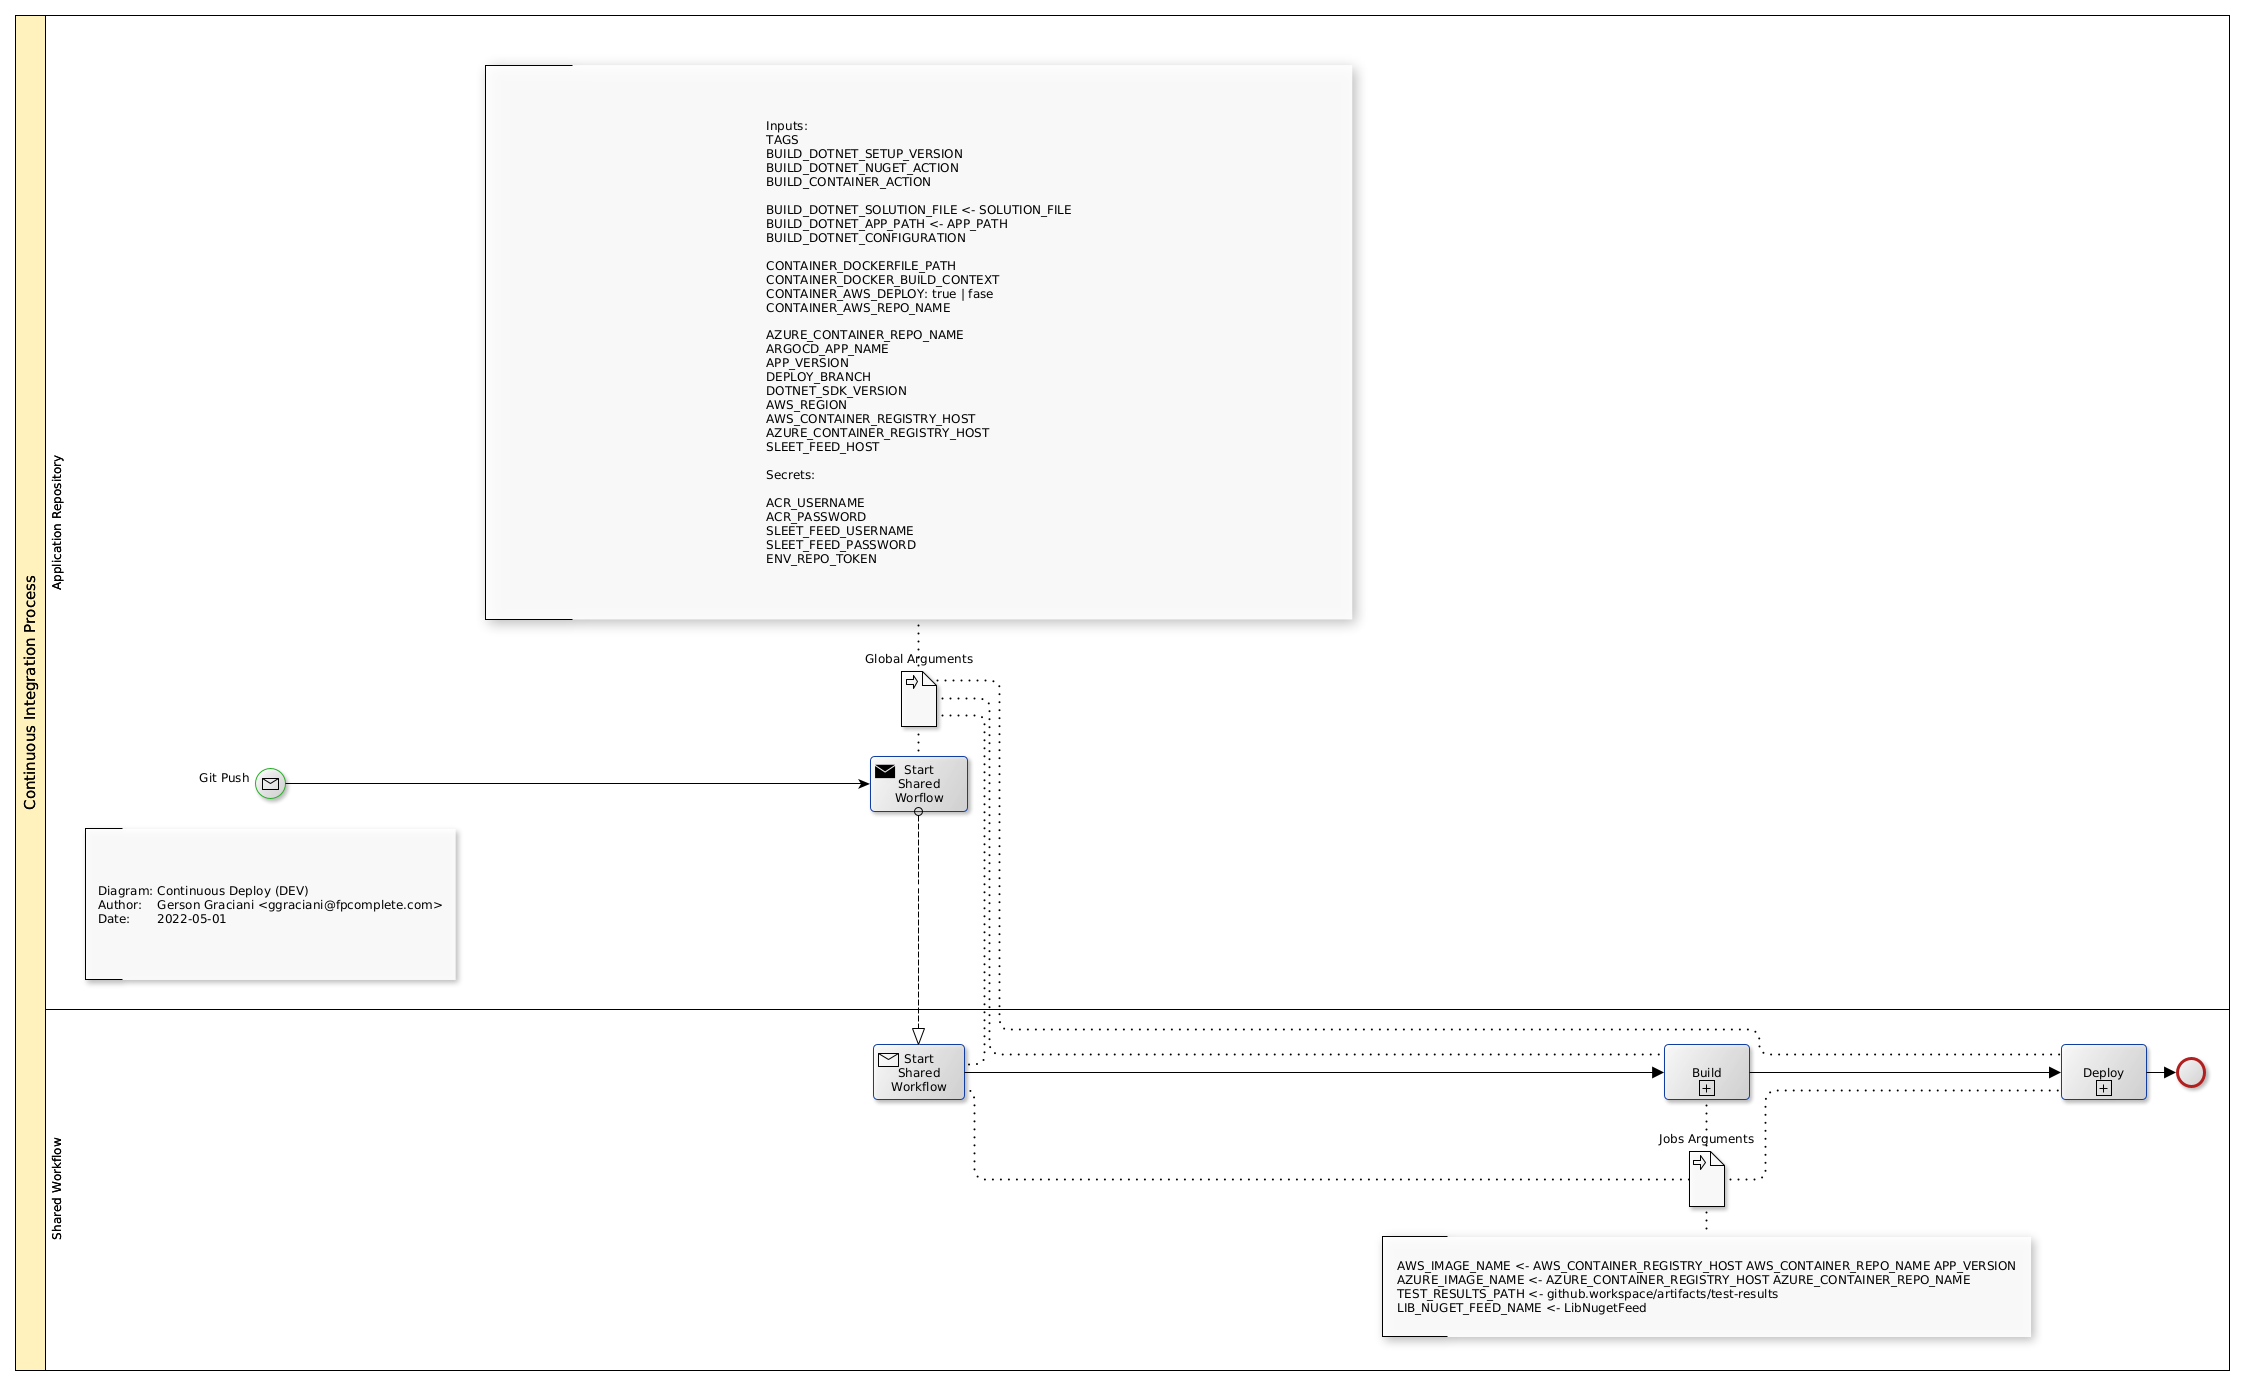 Continuous Integration Process
Application Repository
Inputs:
TAGS
BUILD_DOTNET_SETUP_VERSION
BUILD_DOTNET_NUGET_ACTION
BUILD_CONTAINER_ACTION
BUILD_DOTNET_SOLUTION_FILE <- SOLUTION_FILE
BUILD_DOTNET_APP_PATH <- APP_PATH
BUILD_DOTNET_CONFIGURATION
CONTAINER_DOCKERFILE_PATH
CONTAINER_DOCKER_BUILD_CONTEXT
CONTAINER_AWS_DEPLOY: true | fase
CONTAINER_AWS_REPO_NAME
AZURE_CONTAINER_REPO_NAME
ARGOCD_APP_NAME
APP_VERSION
DEPLOY_BRANCH
DOTNET_SDK_VERSION
AWS_REGION
AWS_CONTAINER_REGISTRY_HOST
AZURE_CONTAINER_REGISTRY_HOST
SLEET_FEED_HOST
Secrets:
ACR_USERNAME
ACR_PASSWORD
SLEET_FEED_USERNAME
SLEET_FEED_PASSWORD
ENV_REPO_TOKEN
Global Arguments
Git Push
Start
Shared
Worflow
Diagram: Continuous Deploy (DEV)
Author: Gerson Graciani <ggraciani@fpcomplete.com>
Date: 2022-05-01
Shared Workflow
Start
Shared
Workflow
Build
Deploy
Jobs Arguments
AWS_IMAGE_NAME <- AWS_CONTAINER_REGISTRY_HOST AWS_CONTAINER_REPO_NAME APP_VERSION
AZURE_IMAGE_NAME <- AZURE_CONTAINER_REGISTRY_HOST AZURE_CONTAINER_REPO_NAME
TEST_RESULTS_PATH <- github.workspace/artifacts/test-results
LIB_NUGET_FEED_NAME <- LibNugetFeed